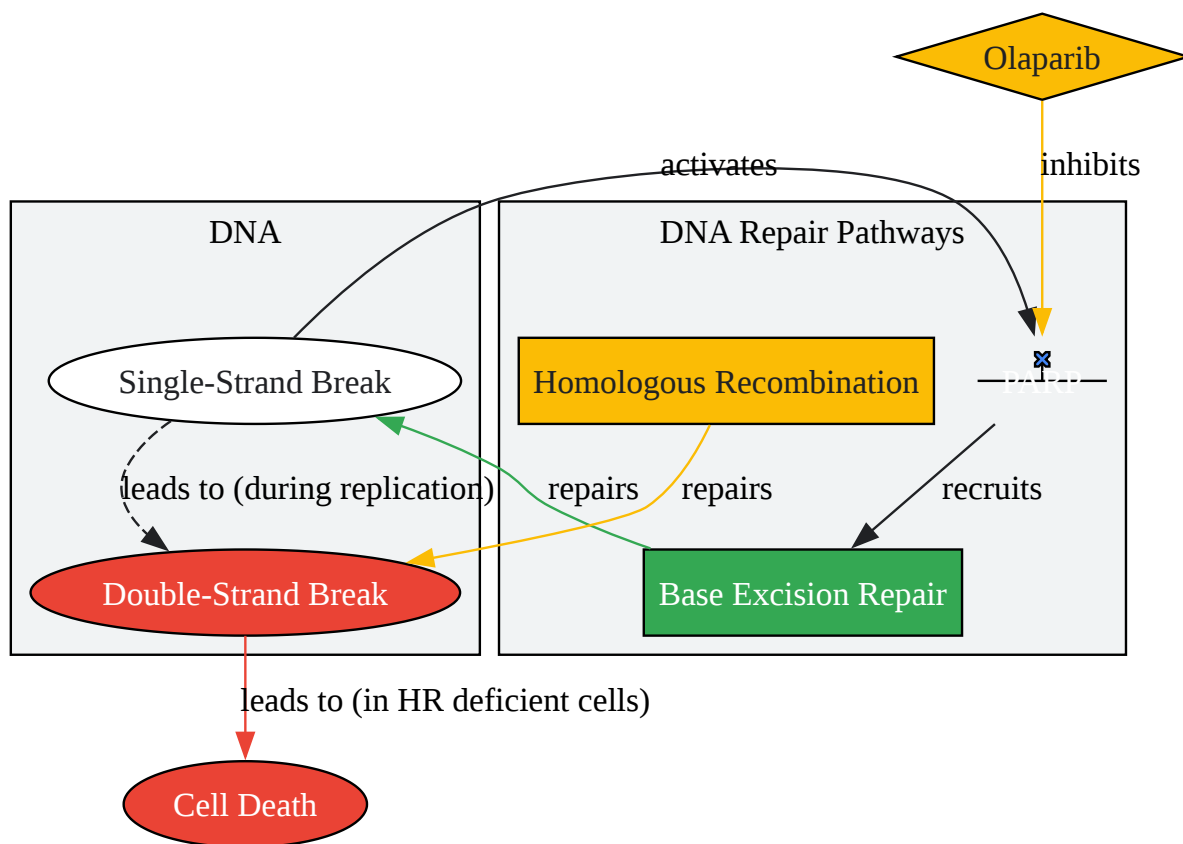 Olaparib
activates
inhibits
DNA
DNA Repair Pathways
Single-Strand Break
Homologous Recombination
PARP
leads to (during replication)
repairs
repairs
recruits
Double-Strand Break
Base Excision Repair
leads to (in HR deficient cells)
Cell Death